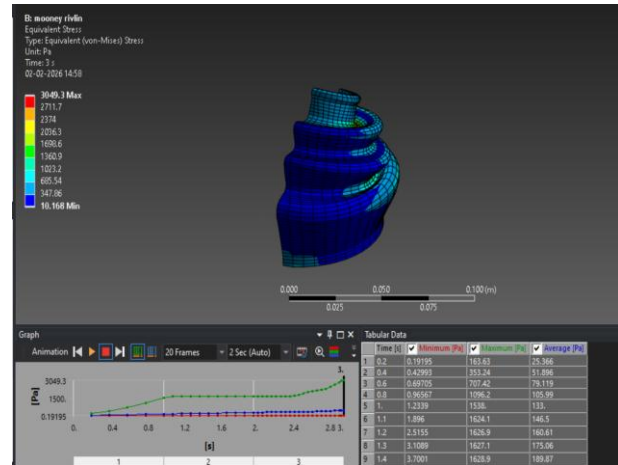 B: mooney rivlin
Equivalent Stress
Type: Equivalent (von-Mises) Stress
Unit: Pa
Time: 3 s
02-02-2026 14:58
3049.3 Max
2711.7
2374
2036.3
1698.6
1360.9
1023.2
685.54
347.86
10.168 Min
0.000 0.050 0.100 (m)
0.025 0.075
Graph
Animation 20 Frames 2 Sec (Auto)
3.
3049.3
1500.
0.19195
[Pa]
0. 0.4 0.8 1.2 1.6 2. 2.4 2.8 3.
[s]
1 2 3
Tabular Data
Time [s] Minimum [Pa] Maximum [Pa] Average [Pa]
1 0.2 0.19195 163.63 25.366
2 0.4 0.42993 353.24 51.896
3 0.6 0.69705 707.42 79.119
4 0.8 0.96567 1096.2 105.99
5 1. 1.2339 1538. 133.
6 1.1 1.896 1624.1 146.5
7 1.2 2.5155 1626.9 160.61
8 1.3 3.1089 1627.1 175.06
9 1.4 3.7001 1628.9 189.87